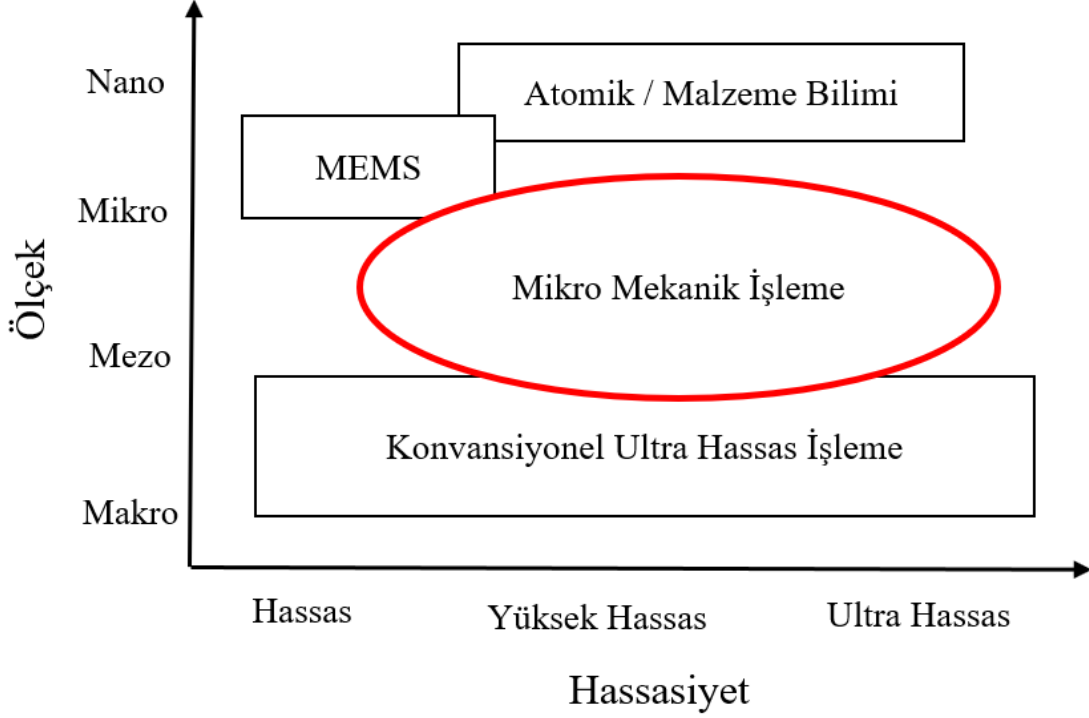 Nano
Atomik / Malzeme Bilimi
MEMS
Mikro
Ölçek
Mikro Mekanik İşleme
Mezo
Konvansiyonel Ultra Hassas İşleme
Makro
Hassas
Yüksek Hassas
Ultra Hassas
Hassasiyet